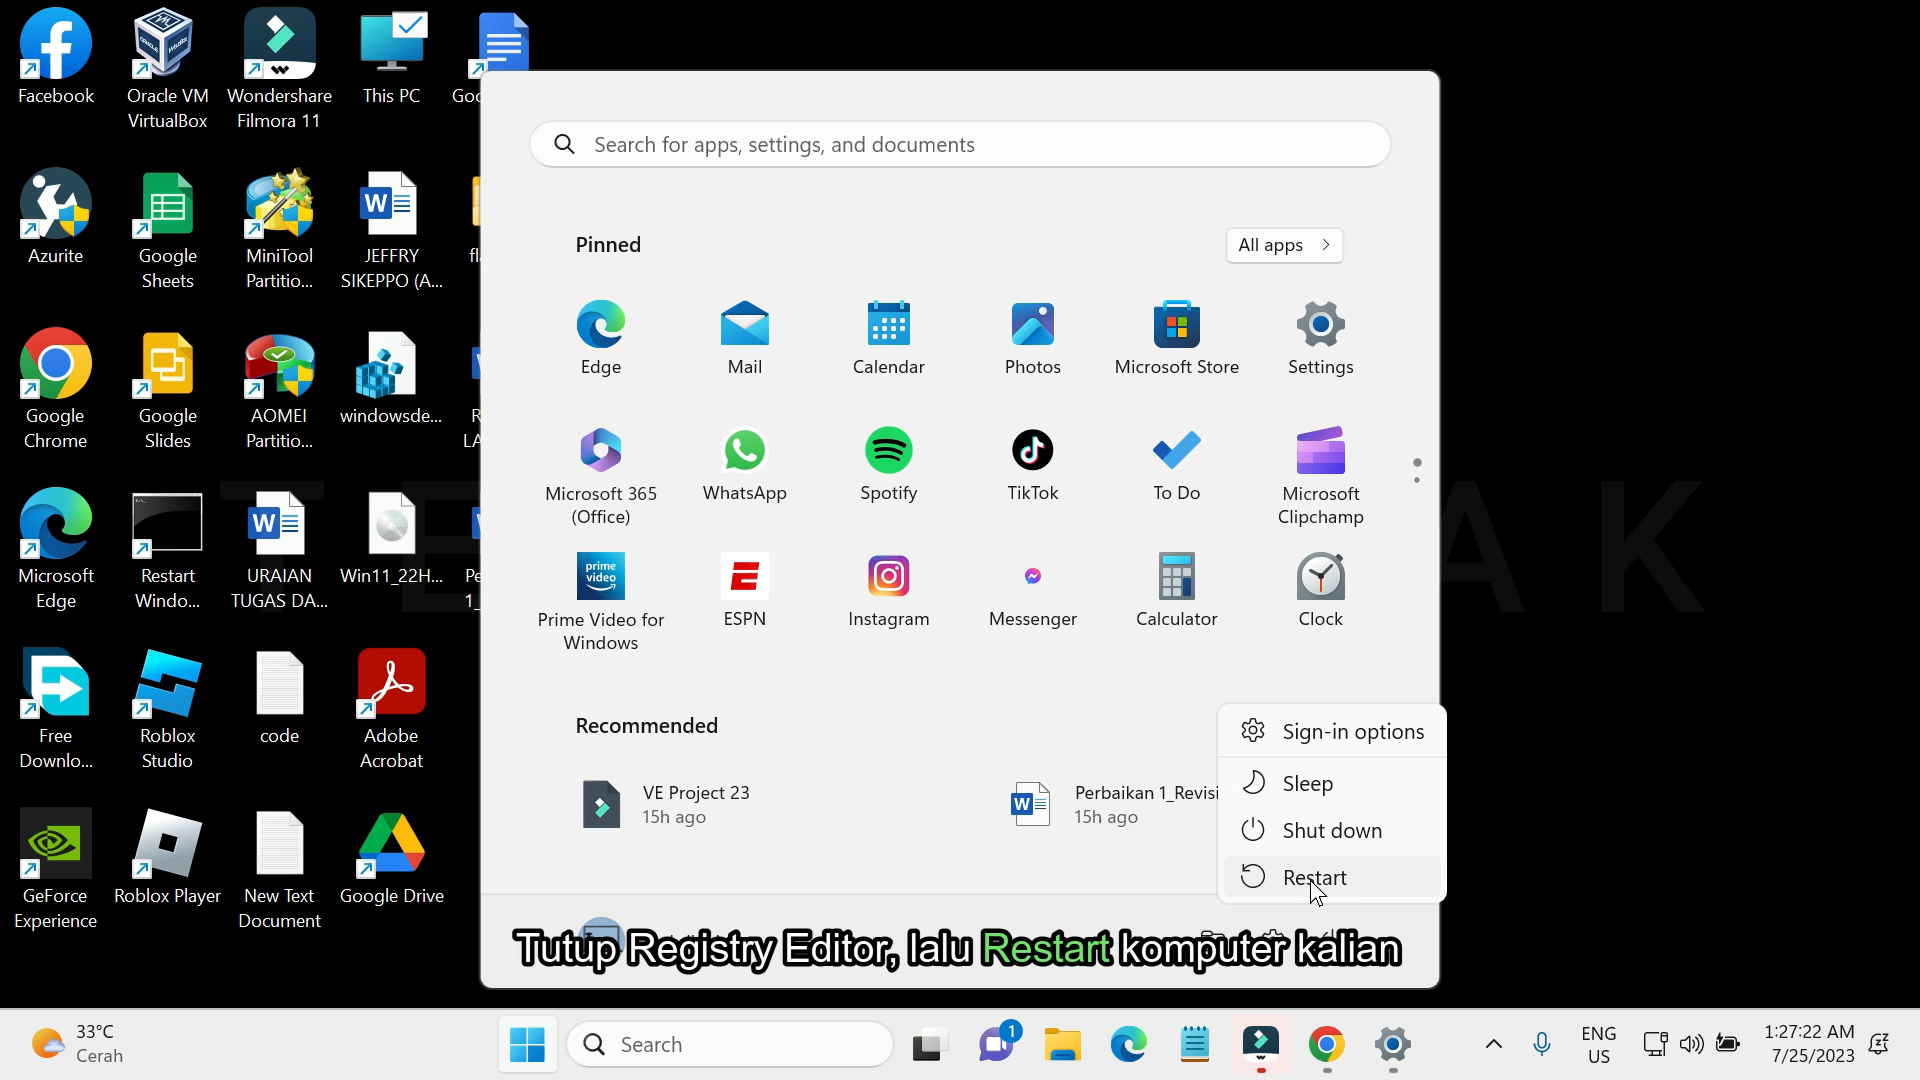 Facebook
Oracle VM
VirtualBox
Wondershare
Filmora 11
This PC
Goo
Azurite
Google
Sheets
MiniTool
Partitio...
JEFFRY
SIKEPPO (A...
Google
Chrome
Google
Slides
AOMEI
Partitio...
windowsde...
Microsoft
Edge
Restart
Windo...
URAIAN
TUGAS DA...
Win11_22H...
Free
Downlo...
Roblox
Studio
code
Adobe
Acrobat
GeForce
Experience
Roblox Player
New Text
Document
Google Drive
Search for apps, settings, and documents
Pinned
All apps
Edge
Mail
Calendar
Photos
Microsoft Store
Settings
Microsoft 365
(Office)
WhatsApp
Spotify
TikTok
To Do
Microsoft
Clipchamp
prime
video
Prime Video for
Windows
ESPN
Instagram
Messenger
Calculator
Clock
Recommended
VE Project 23
15h ago
Perbaikan 1_Revisi
15h ago
Sign-in options
Sleep
Shut down
Restart
Tutup Registry Editor, lalu Restart komputer kalian
33°C
Cerah
Search
1
ENG
US
1:27:22 AM
7/25/2023